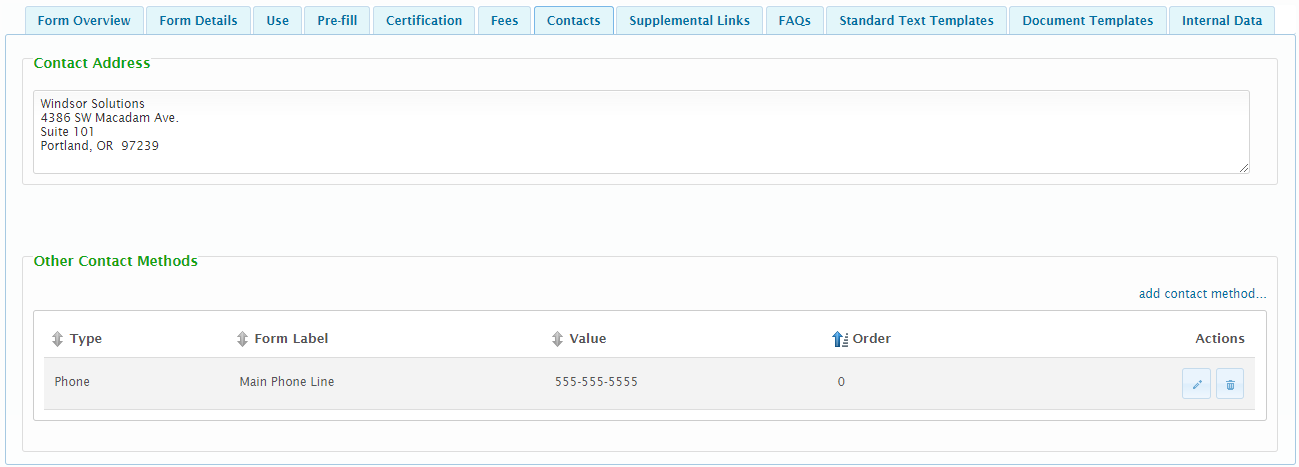 Form Overview Form Details Use Pre-fill Certification Fees Contacts Supplemental Links FAQs Standard Text Templates Document Templates Internal Data
Contact Address
Windsor Solutions
4386 SW Macadam Ave.
Suite 101
Portland, OR  97239
Other Contact Methods
add contact method...
Type Form Label Value Order Actions
Phone Main Phone Line 555-555-5555 0